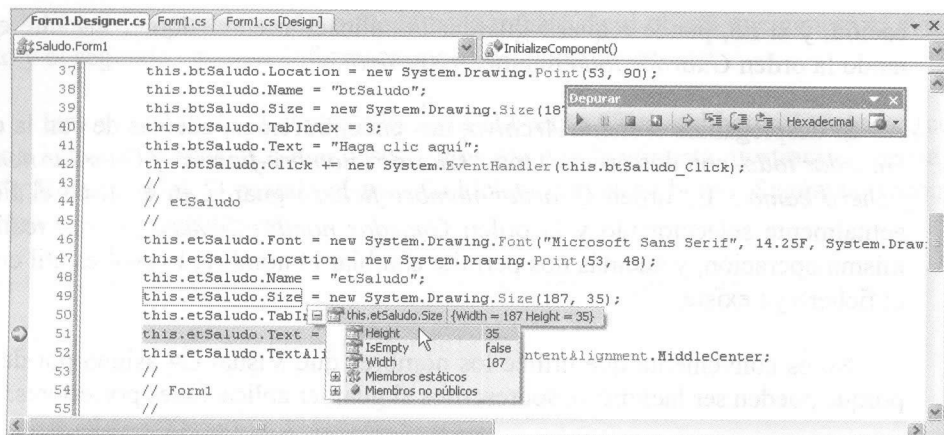 Form1.Designer.cs Form1.cs Form1.cs [Design]
Saludo.Form1 InitializeComponent()
37 this.btSaludo.Location = new System.Drawing.Point(53, 90);
38 this.btSaludo.Name = "btSaludo";
39 this.btSaludo.Size = new System.Drawing.Size(187
40 this.btSaludo.TabIndex = 3;
41 this.btSaludo.Text = "Haga clic aquí";
42 this.btSaludo.Click += new System.EventHandler(this.btSaludo_Click);
Depurar
Hexadecimal
43 //
44 // etSaludo
45 //
46 this.etSaludo.Font = new System.Drawing.Font("Microsoft Sans Serif", 14.25F, System.Draw
47 this.etSaludo.Location = new System.Drawing.Point(53, 48);
48 this.etSaludo.Name = "etSaludo";
49 this.etSaludo.Size = new System.Drawing.Size(187, 35);
50 this.etSaludo.TabI
this.etSaludo.Size {Width = 187 Height = 35}
51 this.etSaludo.Text =
Height 35
IsEmpty false
52 this.etSaludo.TextAli ontentAlignment.MiddleCenter;
Width 187
53 //
Miembros estáticos
54 // Form1
Miembros no públicos
55 //